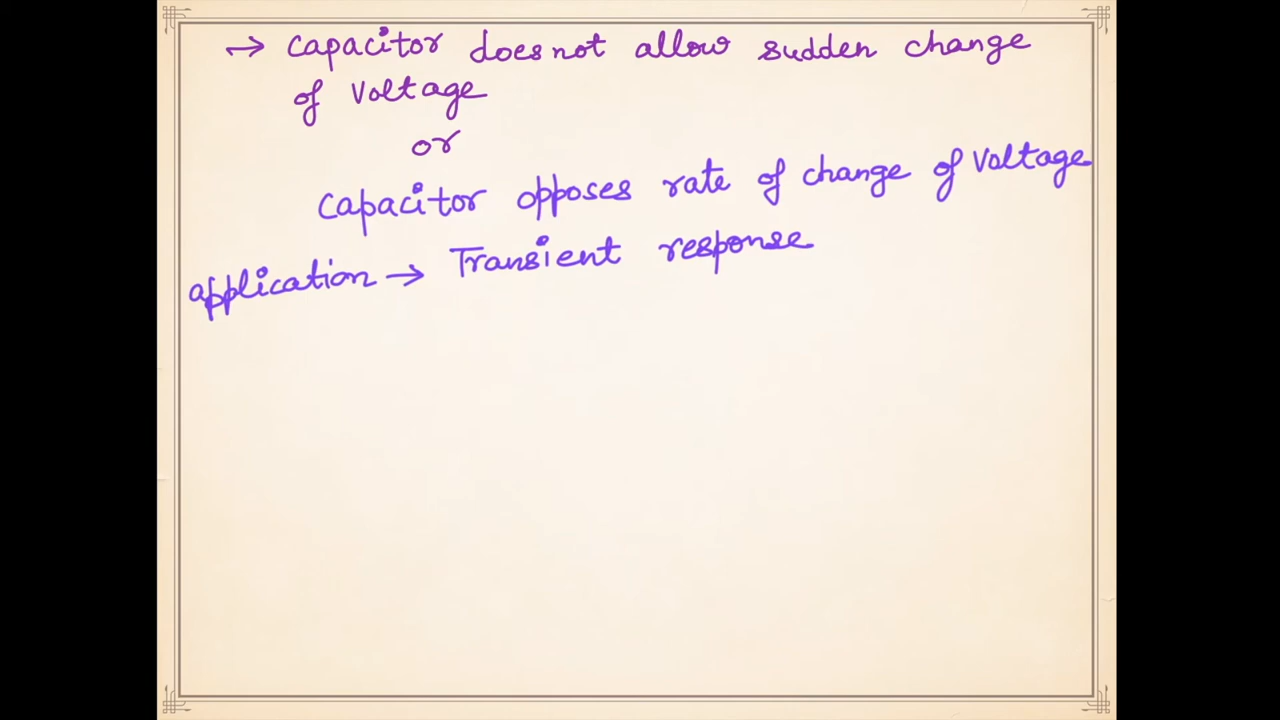 → Capacitor does not allow sudden change
of Voltage
or
Capacitor opposes rate of change of Voltage
application → Transient response